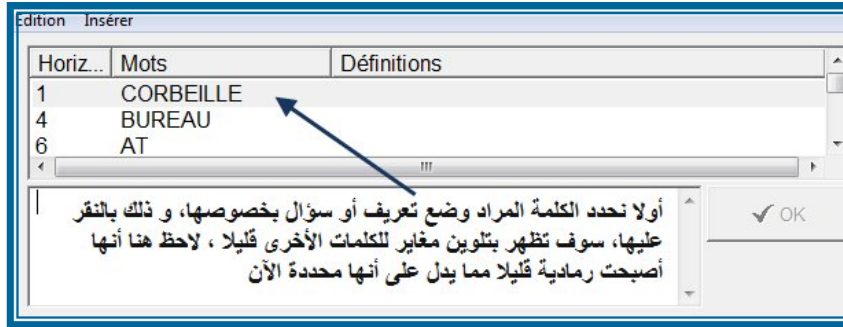 Edition Insérer
Horiz... Mots Définitions
1 CORBEILLE
4 BUREAU
6 AT
أولا نحدد الكلمة المراد وضع تعريف أو سؤال بخصوصها، و ذلك بالنقر
عليها، سوف تظهر بتلوين مغاير للكلمات الأخرى قليلا ، لاحظ هنا أنها
أصبحت رمادية قليلا مما يدل على أنها محددة الآن
OK